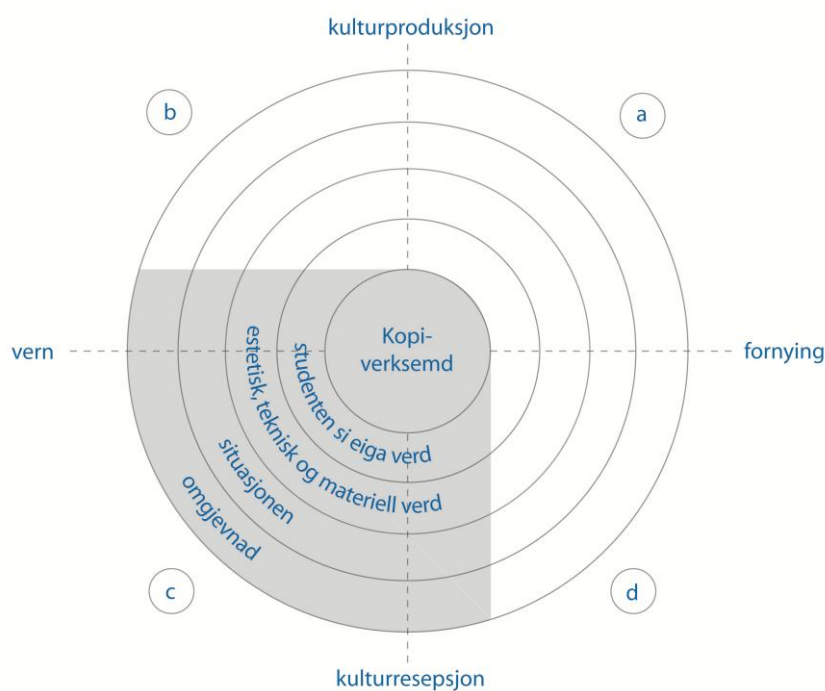 kulturproduksjon
b
a
vern
Kopi-
verksemd
fornying
studenten si eiga verd
estetisk, teknisk og materiell verd
situasjonen
omgjevnad
c
d
kulturresepsjon